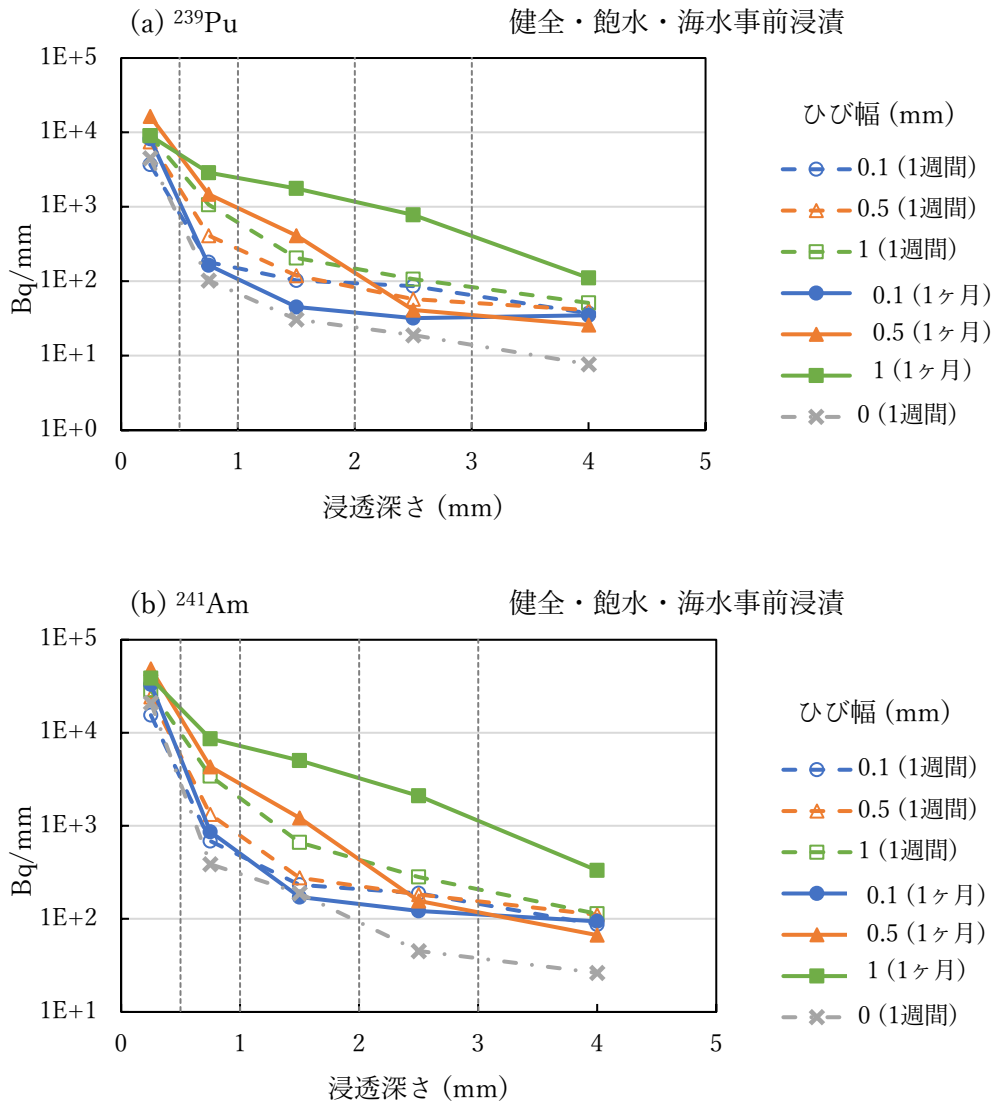 (a) ²³⁹Pu 健全・飽水・海水事前浸漬
1E+5
1E+4
1E+3
1E+2
1E+1
1E+0
Bq/mm
0 1 2 3 4 5
浸透深さ (mm)
ひび幅 (mm)
0.1 (1週間)
0.5 (1週間)
1 (1週間)
0.1 (1ヶ月)
0.5 (1ヶ月)
1 (1ヶ月)
0 (1週間)
(b) ²⁴¹Am 健全・飽水・海水事前浸漬
1E+5
1E+4
1E+3
1E+2
1E+1
Bq/mm
0 1 2 3 4 5
浸透深さ (mm)
ひび幅 (mm)
0.1 (1週間)
0.5 (1週間)
1 (1週間)
0.1 (1ヶ月)
0.5 (1ヶ月)
1 (1ヶ月)
0 (1週間)